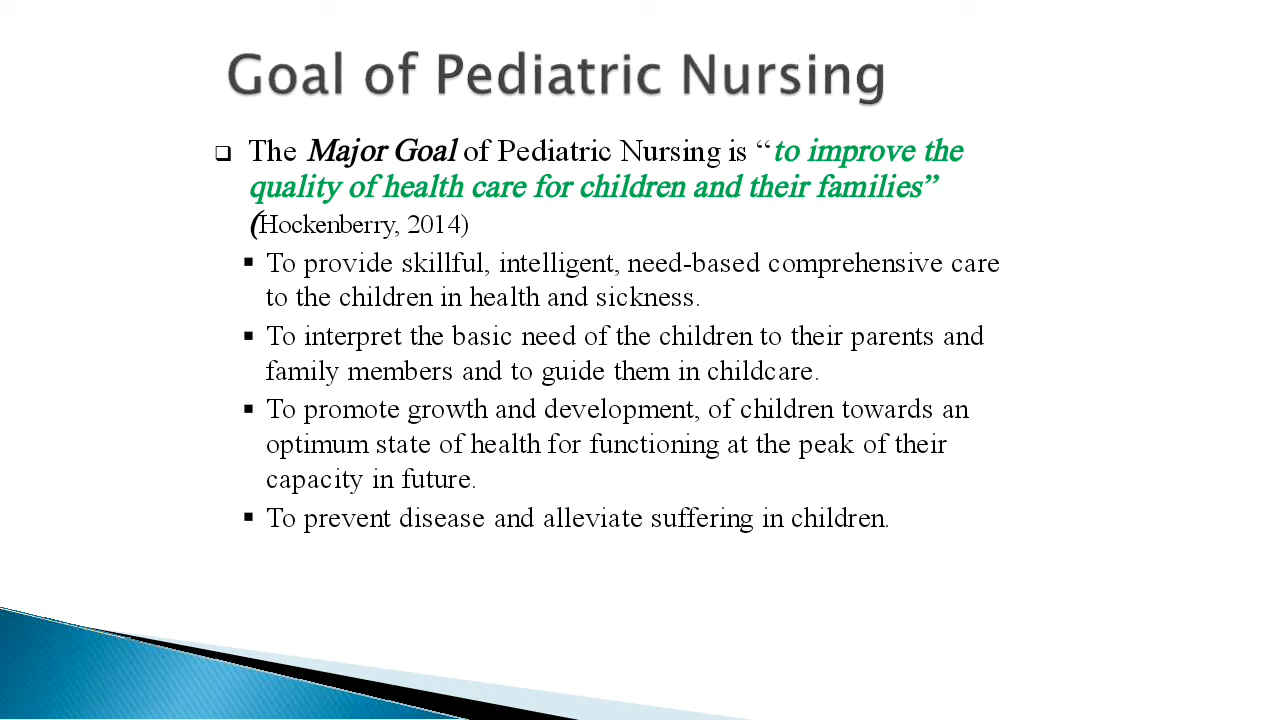 Goal of Pediatric Nursing
❑ The Major Goal of Pediatric Nursing is “to improve the
quality of health care for children and their families”
(Hockenberry, 2014)
▪ To provide skillful, intelligent, need-based comprehensive care
to the children in health and sickness.
▪ To interpret the basic need of the children to their parents and
family members and to guide them in childcare.
▪ To promote growth and development, of children towards an
optimum state of health for functioning at the peak of their
capacity in future.
▪ To prevent disease and alleviate suffering in children.